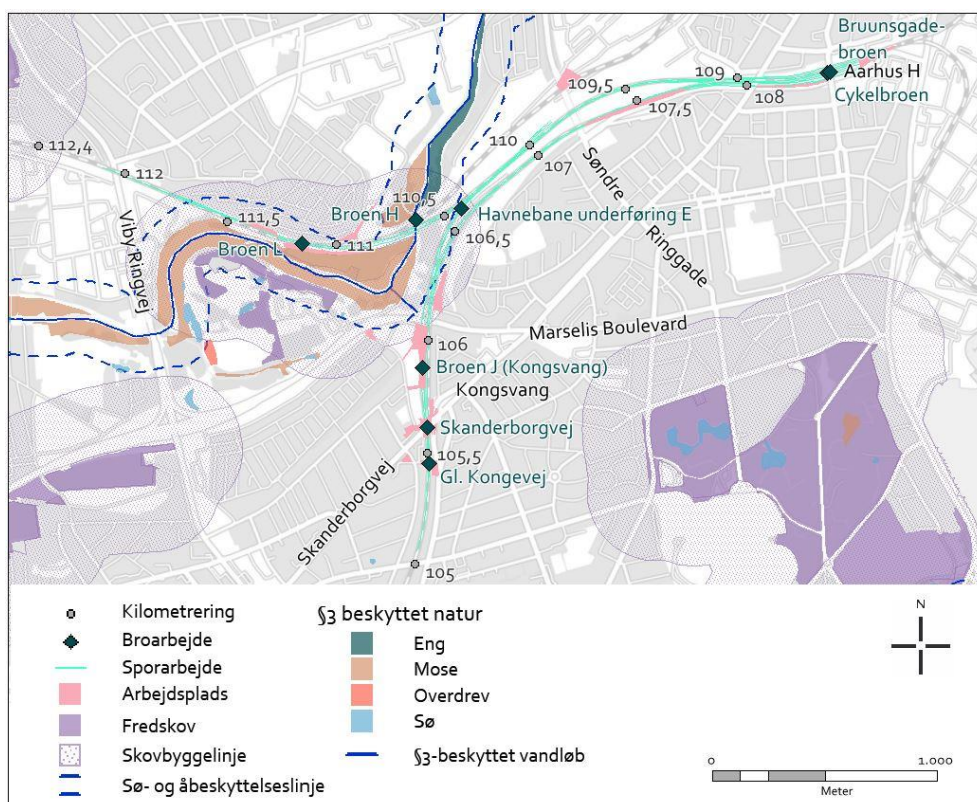 Bruunsgade-
broen
Aarhus H
Cykelbroen
109
108
109,5
107,5
112,4
110
107
112
Søndre
Ringgade
110,5
111,5
Broen H
Havnebane underføring E
106,5
Broen L
111
Viby Ringvej
Marselis Boulevard
106
Broen J (Kongsvang)
Kongsvang
Skanderborgvej
105,5
Gl. Kongevej
Skanderborgvej
105
Kilometrering
Broarbejde
Sporarbejde
Arbejdsplads
Fredskov
Skovbyggelinje
Sø- og åbeskyttelseslinje
§3 beskyttet natur
Eng
Mose
Overdrev
Sø
§3-beskyttet vandløb
N
0 1.000
Meter